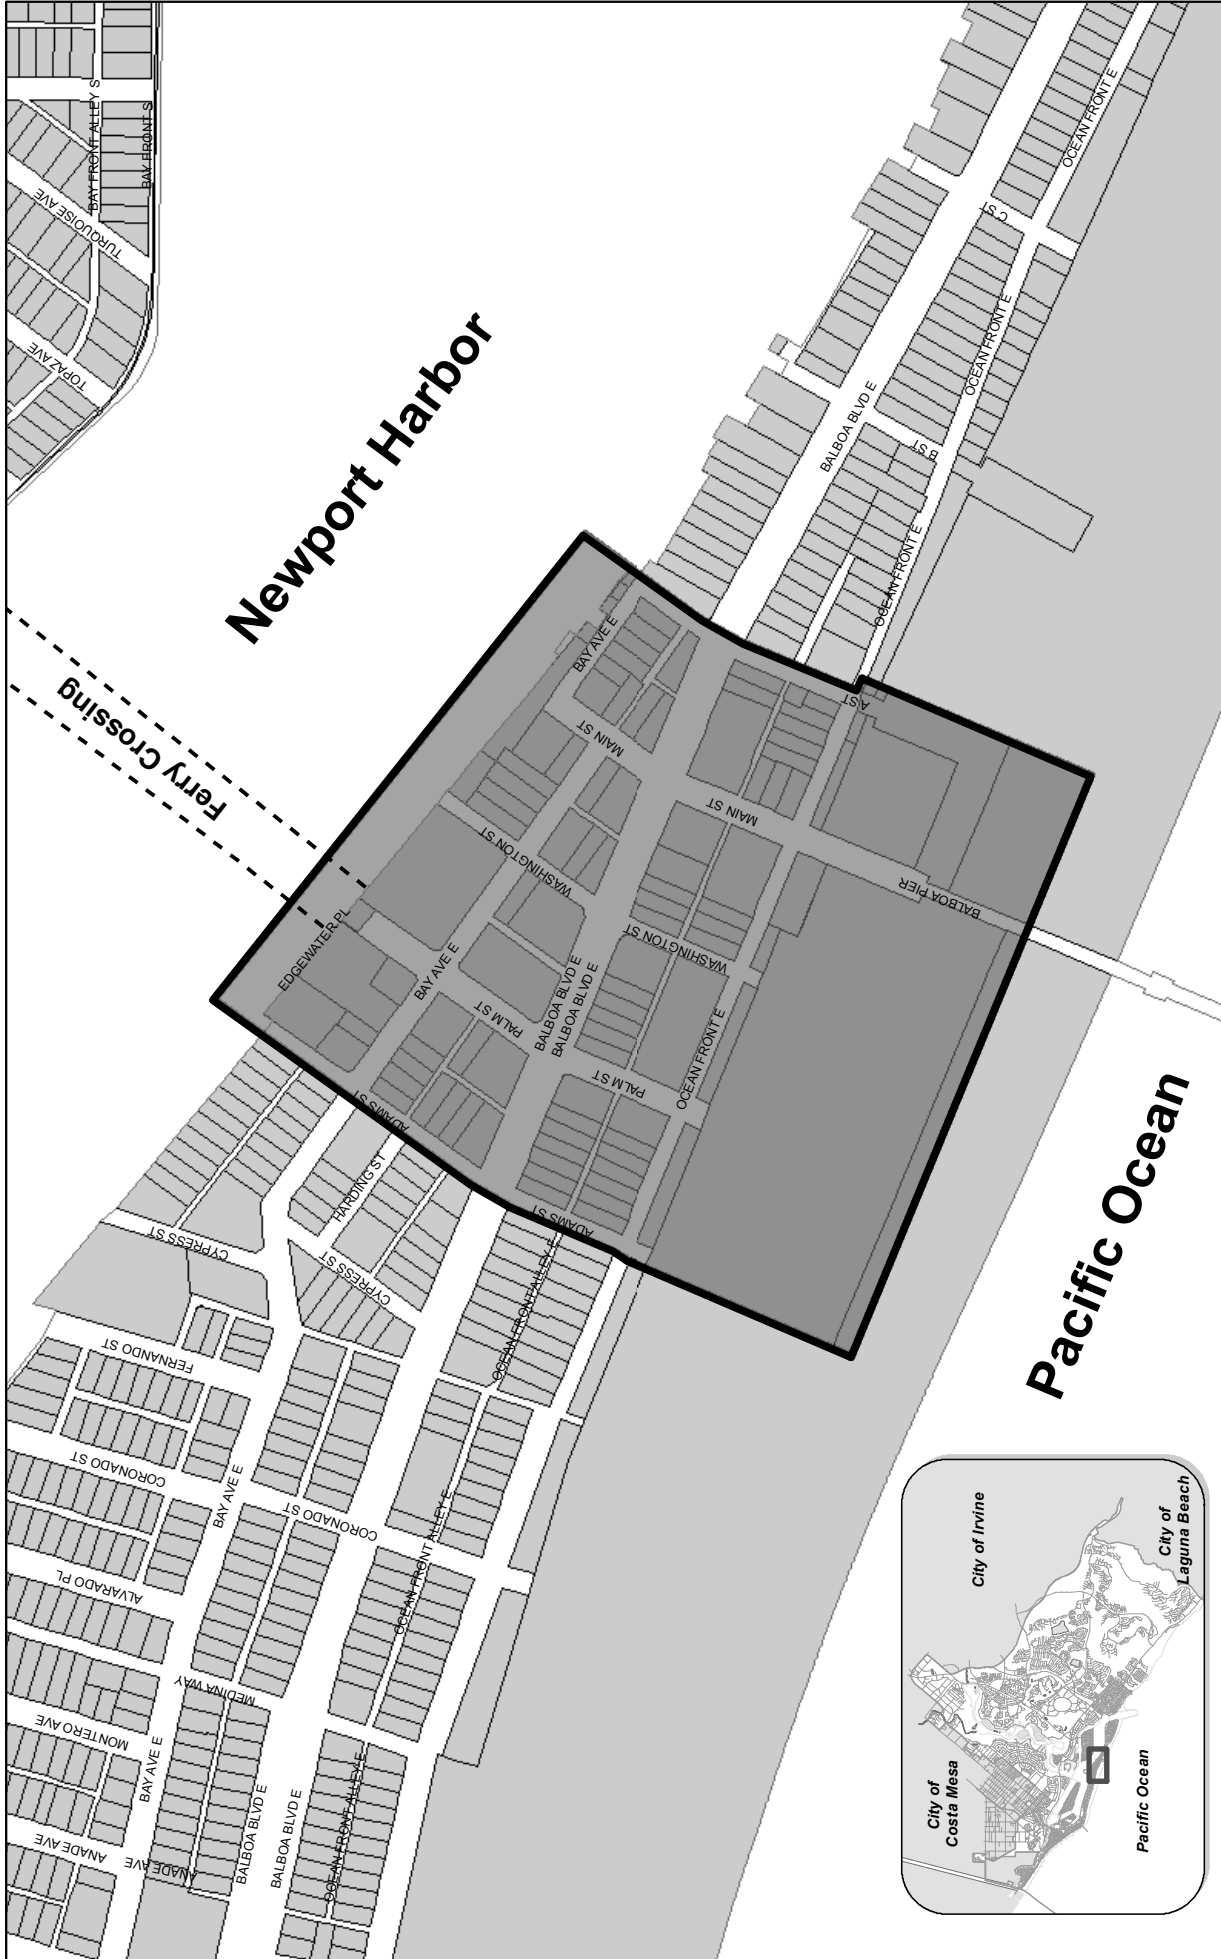 BAY FRONT ALLEY S
BAY FRONT S
TURQUOISE AVE
TOPAZ AVE
OCEAN FRONT E
C ST
OCEAN FRONT E
BALBOA BLVD E
B ST
OCEAN FRONT E
Newport Harbor
Ferry Crossing
BAY AVE E
MAIN ST
A ST
MAIN ST
WASHINGTON ST
BALBOA PIER
EDGEWATER PL
WASHINGTON ST
BAY AVE E
PALM ST
BALBOA BLVD E
BALBOA BLVD E
OCEAN FRONT E
PALM ST
ADAMS ST
ADAMS ST
HARDING ST
CYPRESS ST
CYPRESS ST
OCEAN FRONT ALLEY E
FERNANDO ST
Pacific Ocean
CORONADO ST
BAY AVE E
CORONADO ST
OCEAN FRONT ALLEY E
ALVARADO PL
MEDINA WAY
MONTERO AVE
BAY AVE E
BALBOA BLVD E
BALBOA BLVD E
OCEAN FRONT ALLEY E
ANADE AVE
ANADE AVE
City of Irvine
City of
Laguna Beach
City of
Costa Mesa
Pacific Ocean